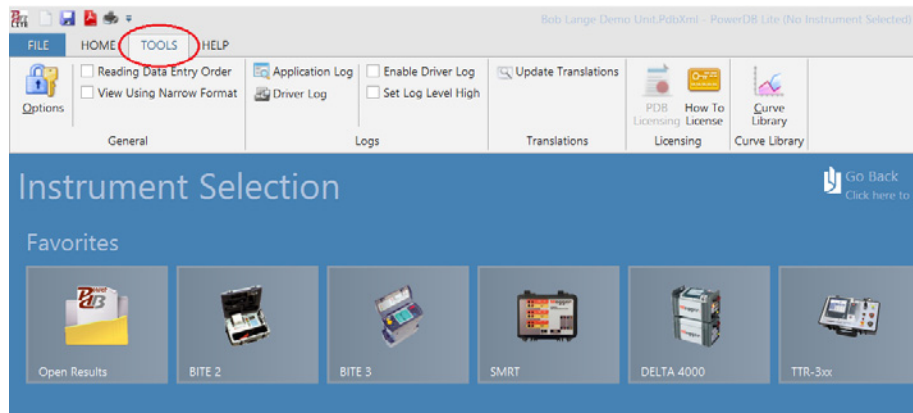 Bob Lange Demo Unit.PdbXml - PowerDB Lite (No Instrument Selected)
FILE HOME TOOLS HELP
Options
Reading Data Entry Order
View Using Narrow Format
General
Application Log
Driver Log
Enable Driver Log
Set Log Level High
Logs
Update Translations
Translations
PDB
Licensing
How To
License
Licensing
Curve
Library
Curve Library
Instrument Selection
Go Back
Click here to
Favorites
Open Results
BITE 2
BITE 3
SMRT
DELTA 4000
TTR-3xx